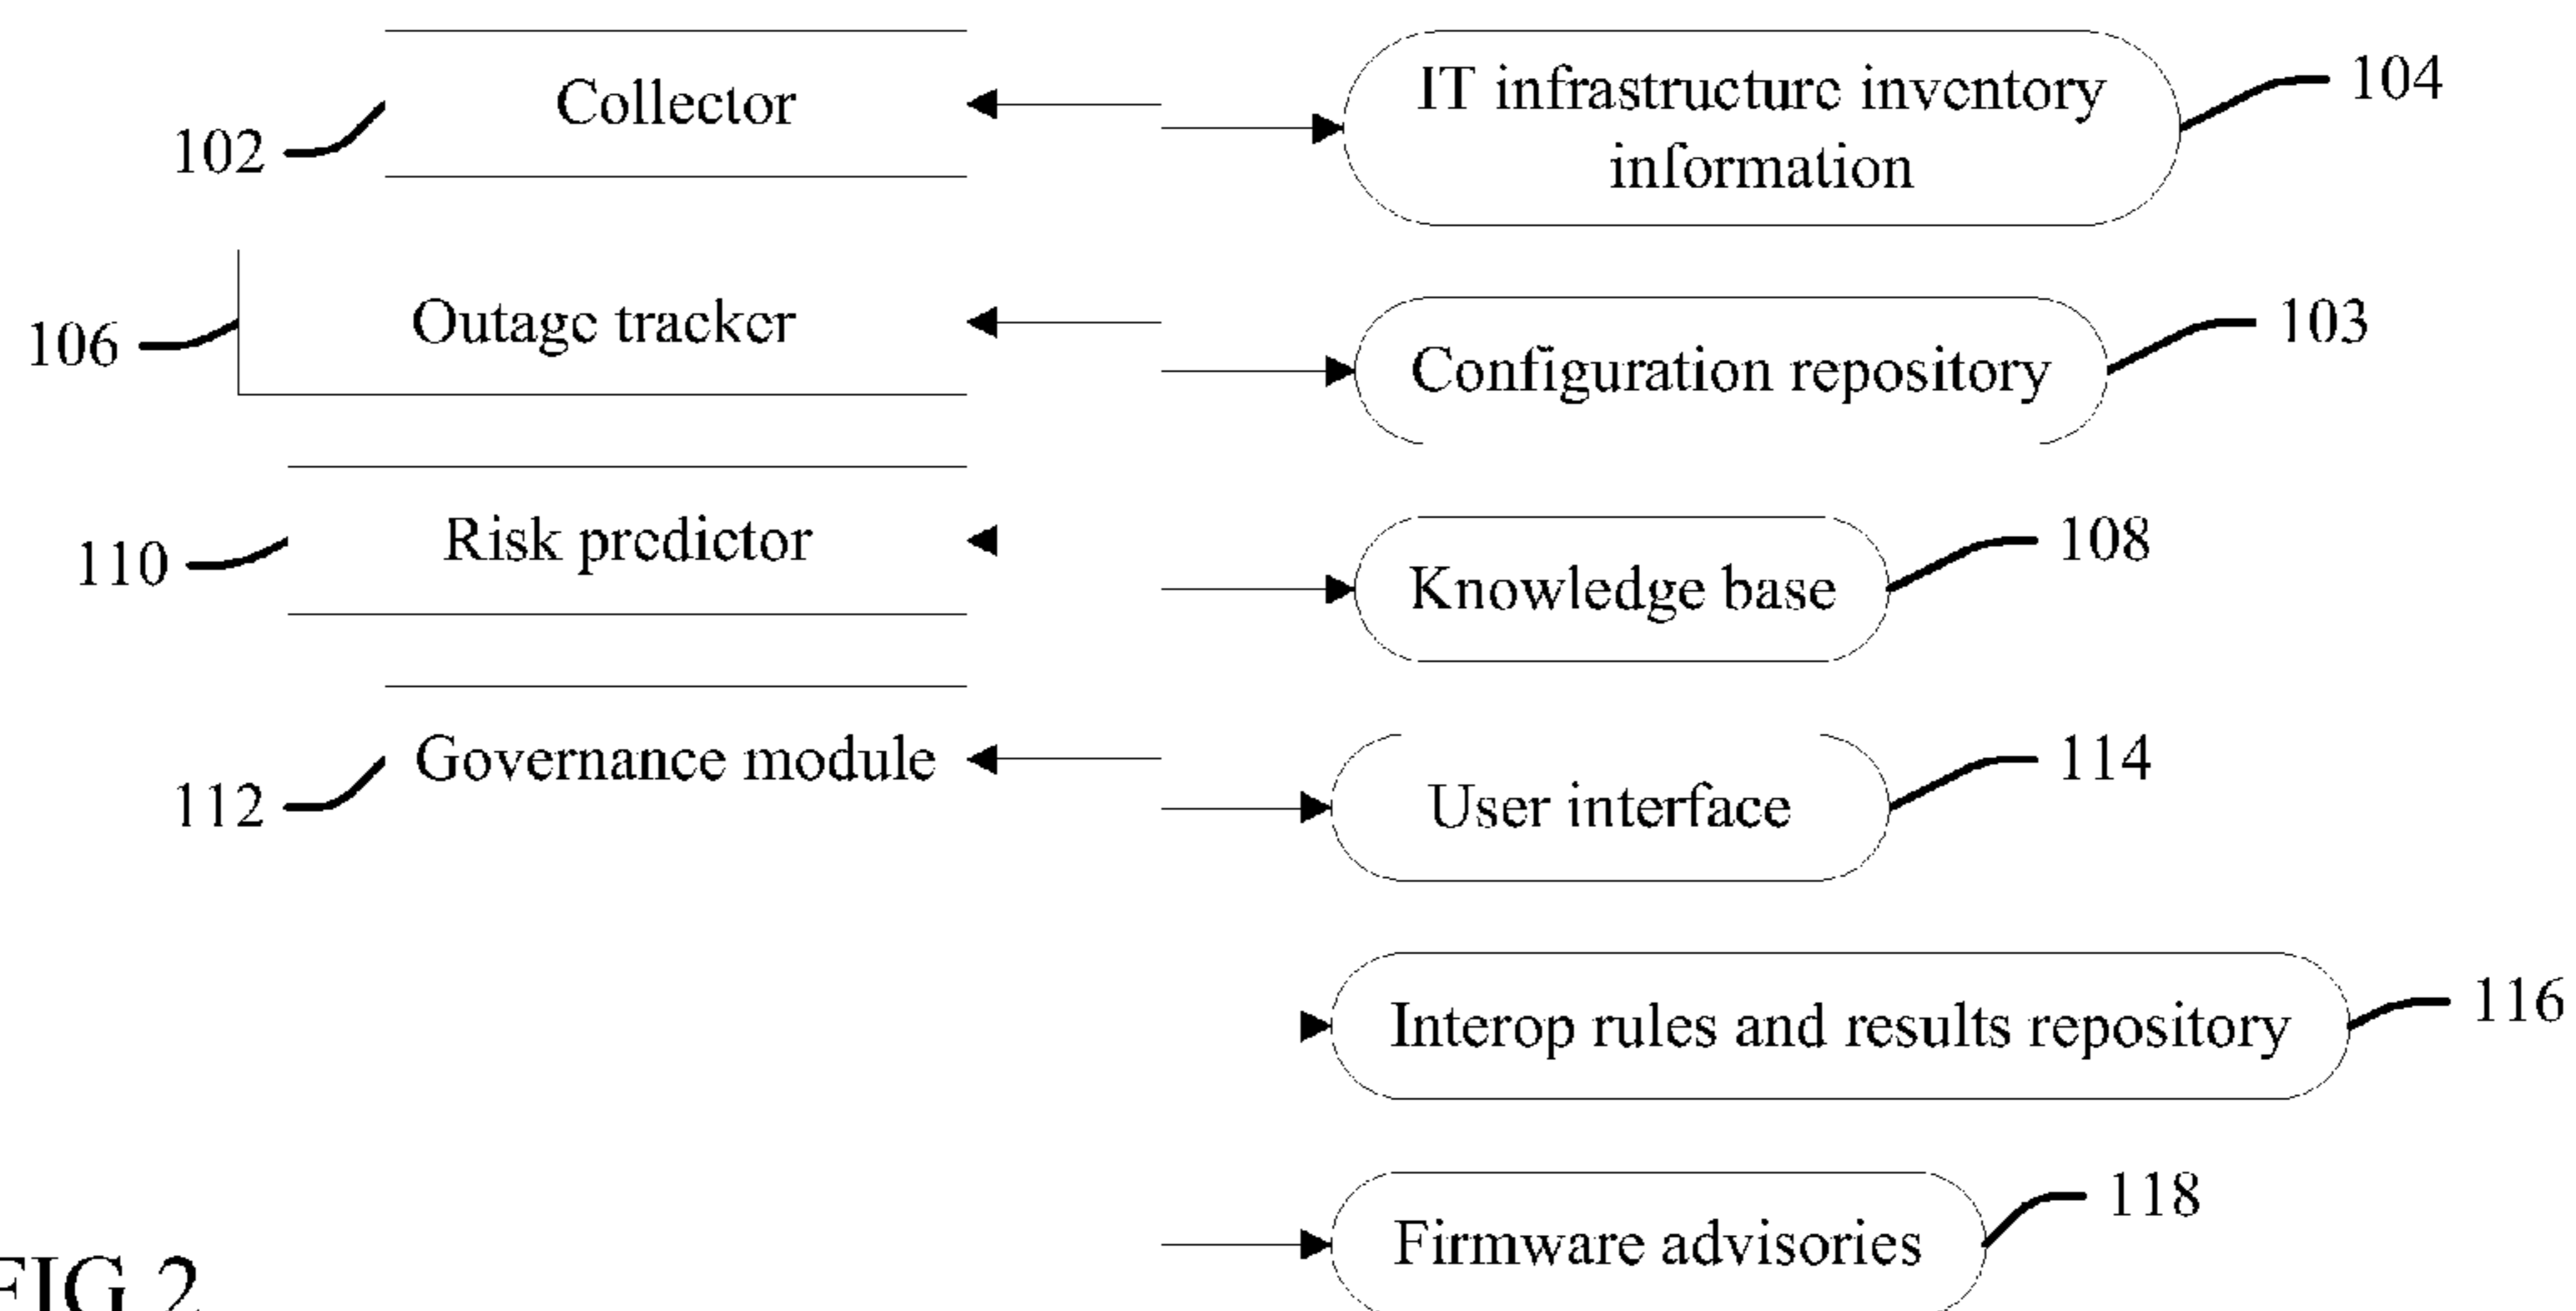 Collector
102
IT infrastructure inventory
information
104
Outage tracker
106
Configuration repository
103
Risk predictor
110
Knowledge base
108
Governance module
112
User interface
114
Interop rules and results repository
116
Firmware advisories
118
FIG 2